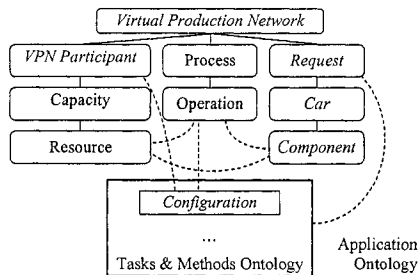 Virtual Production Network
VPN Participant
Process
Request
Capacity
Operation
Car
Resource
Component
Configuration
...
Tasks & Methods Ontology
Application
Ontology